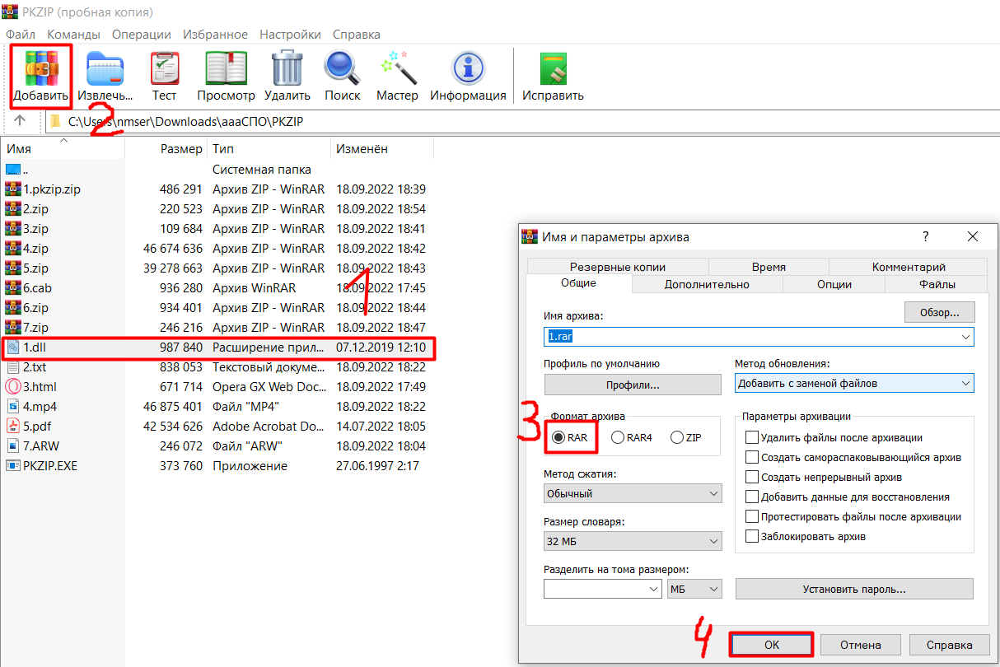 PKZIP (пробная копия)
Файл Команды Операции Избранное Настройки Справка
Добавить Извлечь... Тест Просмотр Удалить Поиск Мастер Информация Исправить
2
C:\Users\nmser\Downloads\aaaСПО\PKZIP
Имя Размер Тип Изменён
.. Системная папка
1.pkzip.zip 486 291 Архив ZIP - WinRAR 18.09.2022 18:39
2.zip 220 523 Архив ZIP - WinRAR 18.09.2022 18:54
3.zip 109 684 Архив ZIP - WinRAR 18.09.2022 18:41
4.zip 46 674 636 Архив ZIP - WinRAR 18.09.2022 18:42
5.zip 39 278 663 Архив ZIP - WinRAR 18.09.2022 18:43
6.cab 936 280 Архив WinRAR 18.09.2022 17:45
6.zip 934 401 Архив ZIP - WinRAR 18.09.2022 18:44
7.zip 246 216 Архив ZIP - WinRAR 18.09.2022 18:47
1
1.dll 987 840 Расширение прил... 07.12.2019 12:10
2.txt 838 053 Текстовый докуме... 18.09.2022 18:22
3.html 671 714 Opera GX Web Doc... 18.09.2022 17:49
4.mp4 46 875 401 Файл "MP4" 18.09.2022 18:22
5.pdf 42 534 626 Adobe Acrobat Do... 14.07.2022 18:05
7.ARW 246 072 Файл "ARW" 18.09.2022 18:04
PKZIP.EXE 373 760 Приложение 27.06.1997 2:17
Имя и параметры архива ?
Резервные копии Время Комментарий
Общие Дополнительно Опции Файлы
Имя архива: Обзор...
1.rar
Профиль по умолчанию Метод обновления:
Профили... Добавить с заменой файлов
3
Формат архива Параметры архивации
RAR RAR4 ZIP Удалить файлы после архивации
Создать самораспаковывающийся архив
Метод сжатия: Создать непрерывный архив
Обычный Добавить данные для восстановления
Размер словаря: Протестировать файлы после архивации
32 МБ Заблокировать архив
Разделить на тома размером:
МБ Установить пароль...
4
OK Отмена Справка